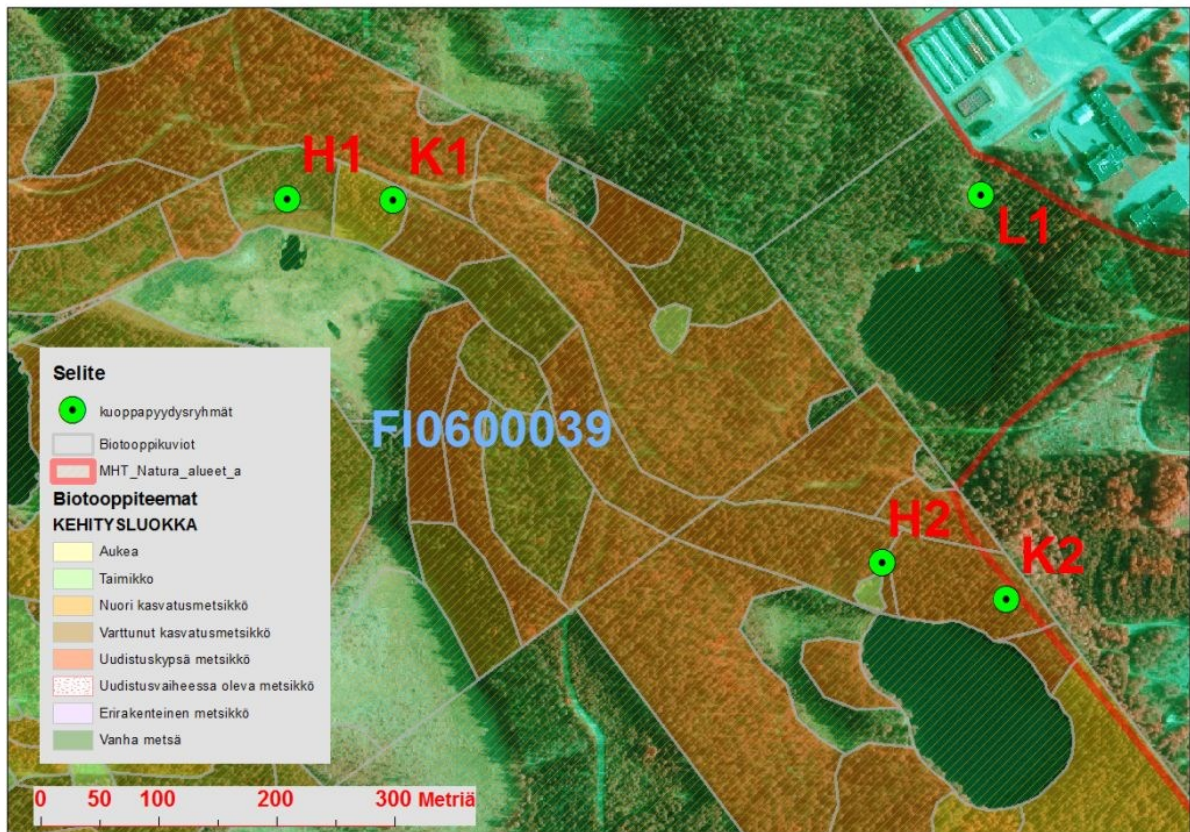 H1
K1
L1
FI0600039
H2
K2
Selite
kuoppapyydysryhmät
Biotooppikuviot
MHT_Natura_alueet_a
Biotooppiteemat
KEHITYSLUOKKA
Aukea
Taimikko
Nuori kasvatusmetsikkö
Varttunut kasvatusmetsikkö
Uudistuskypsä metsikkö
Uudistusvaiheessa oleva metsikkö
Erirakenteinen metsikkö
Vanha metsä
0 50 100 200 300 Metriä